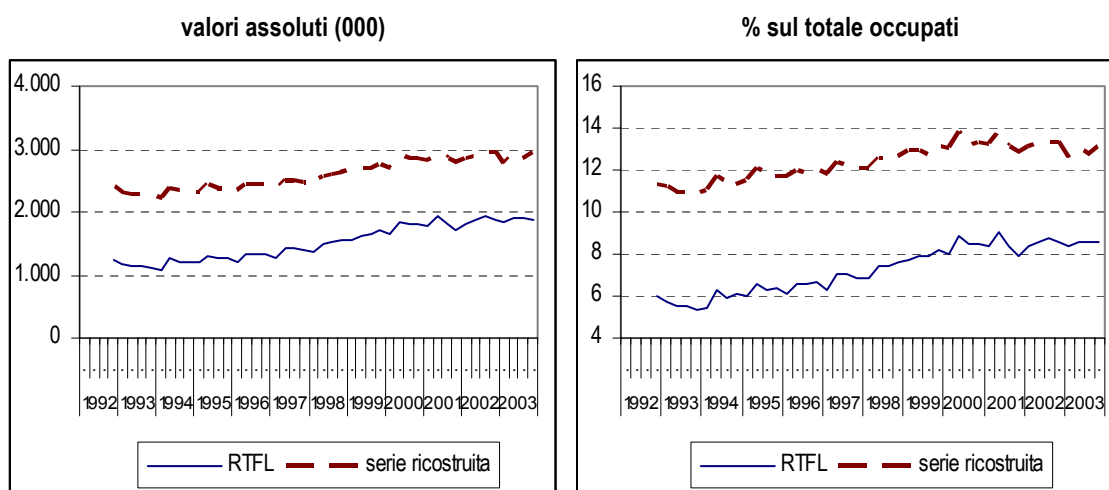 valori assoluti (000)
4.000
3.000
2.000
1.000
0
1992 1993 1994 1995 1996 1997 1998 1999 2000 2001 2002 2003
RTFL serie ricostruita
% sul totale occupati
16
14
12
10
8
6
4
1992 1993 1994 1995 1996 1997 1998 1999 2000 2001 2002 2003
RTFL serie ricostruita